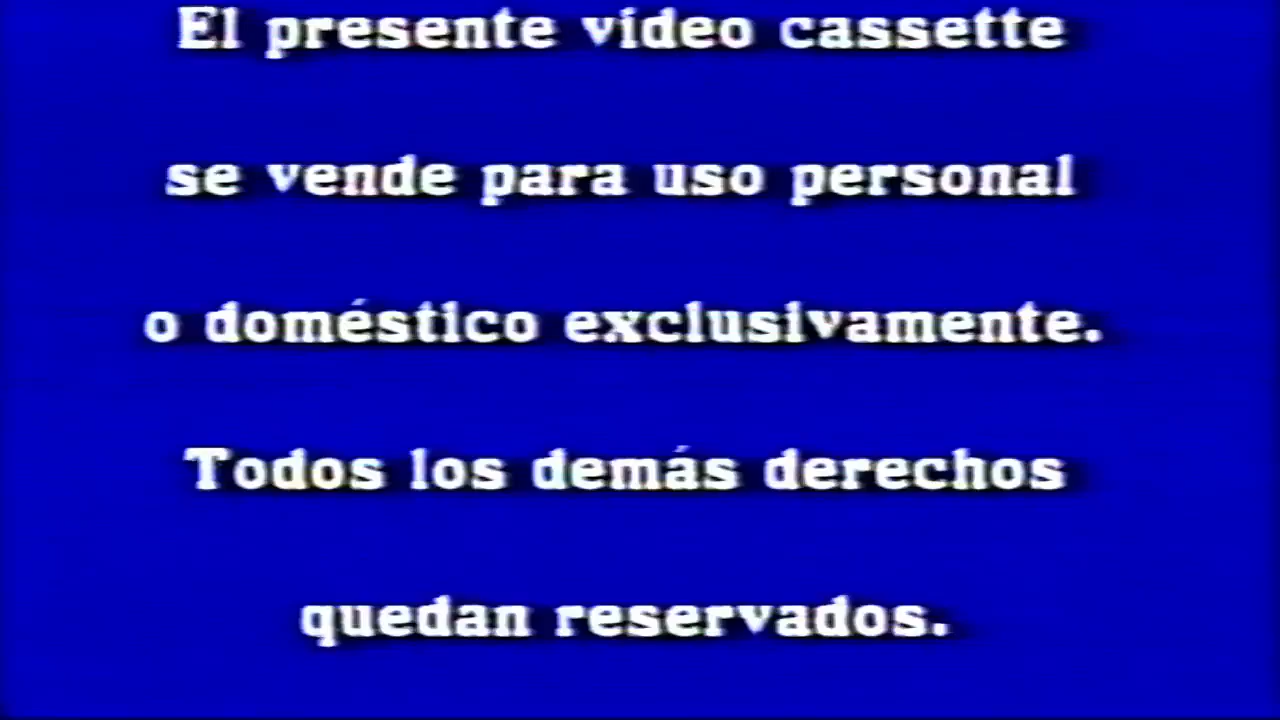 El presente video cassette
se vende para uso personal
o doméstico exclusivamente.
Todos los demás derechos
quedan reservados.